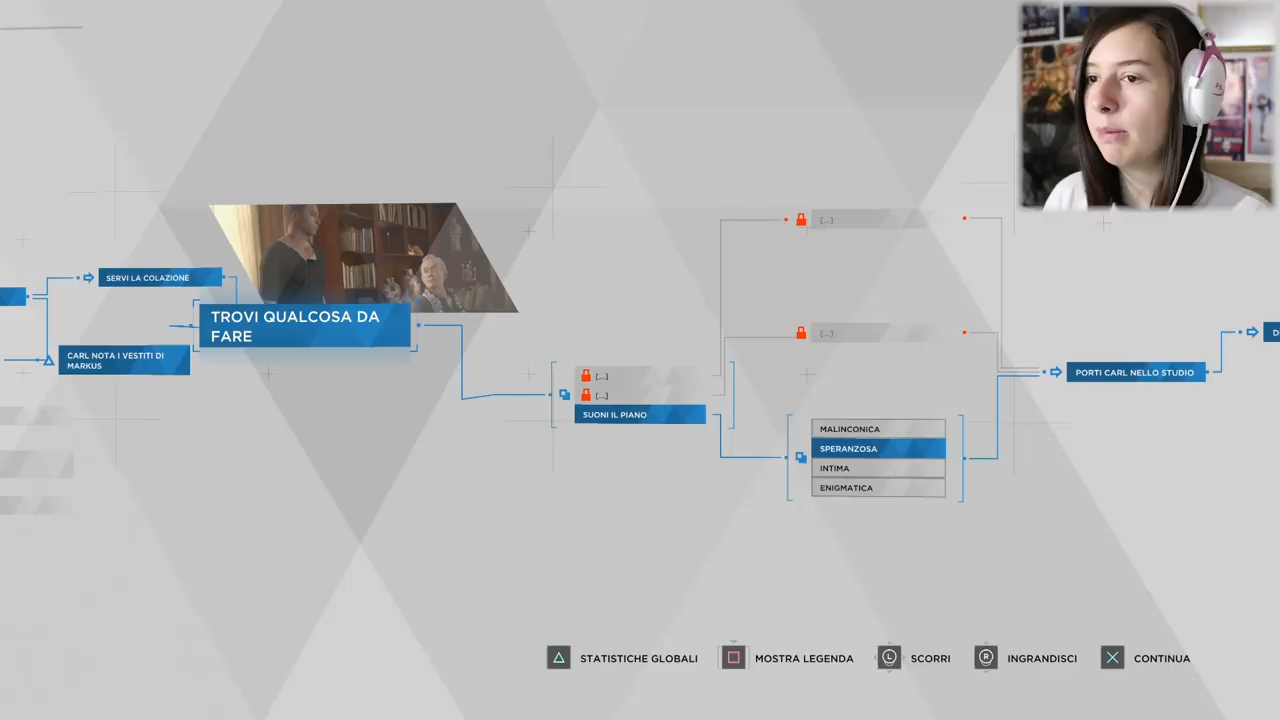 SERVI LA COLAZIONE
TROVI QUALCOSA DA
FARE
CARL NOTA I VESTITI DI
MARKUS
[...]
[...]
SUONI IL PIANO
[...]
[...]
MALINCONICA
SPERANZOSA
INTIMA
ENIGMATICA
PORTI CARL NELLO STUDIO
D
STATISTICHE GLOBALI
MOSTRA LEGENDA
L
SCORRI
R
INGRANDISCI
CONTINUA